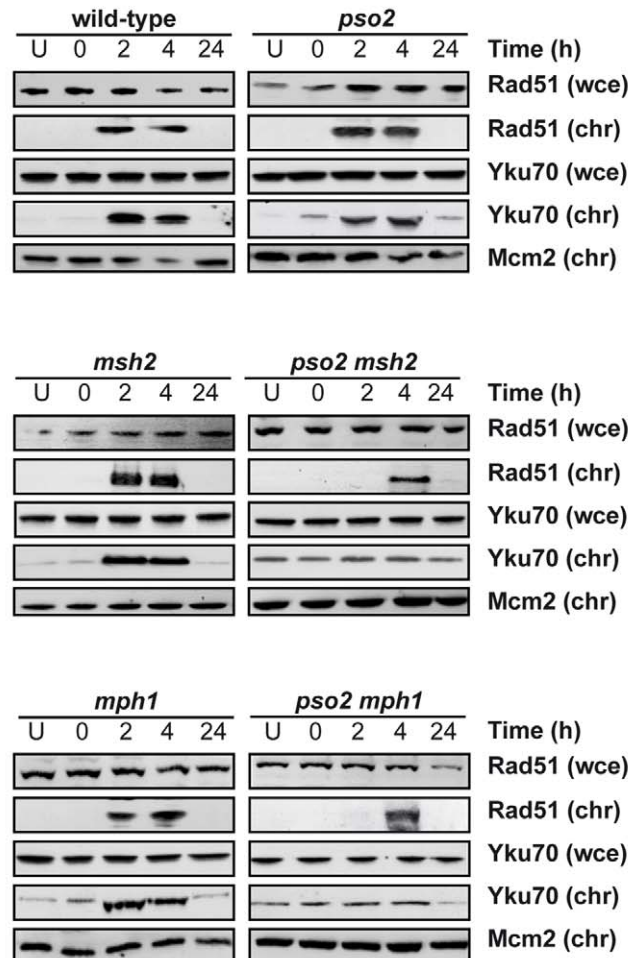 wild-type pso2
U 0 2 4 24 U 0 2 4 24 Time (h)
Rad51 (wce)
Rad51 (chr)
Yku70 (wce)
Yku70 (chr)
Mcm2 (chr)
msh2 pso2 msh2
U 0 2 4 24 U 0 2 4 24 Time (h)
Rad51 (wce)
Rad51 (chr)
Yku70 (wce)
Yku70 (chr)
Mcm2 (chr)
mph1 pso2 mph1
U 0 2 4 24 U 0 2 4 24 Time (h)
Rad51 (wce)
Rad51 (chr)
Yku70 (wce)
Yku70 (chr)
Mcm2 (chr)